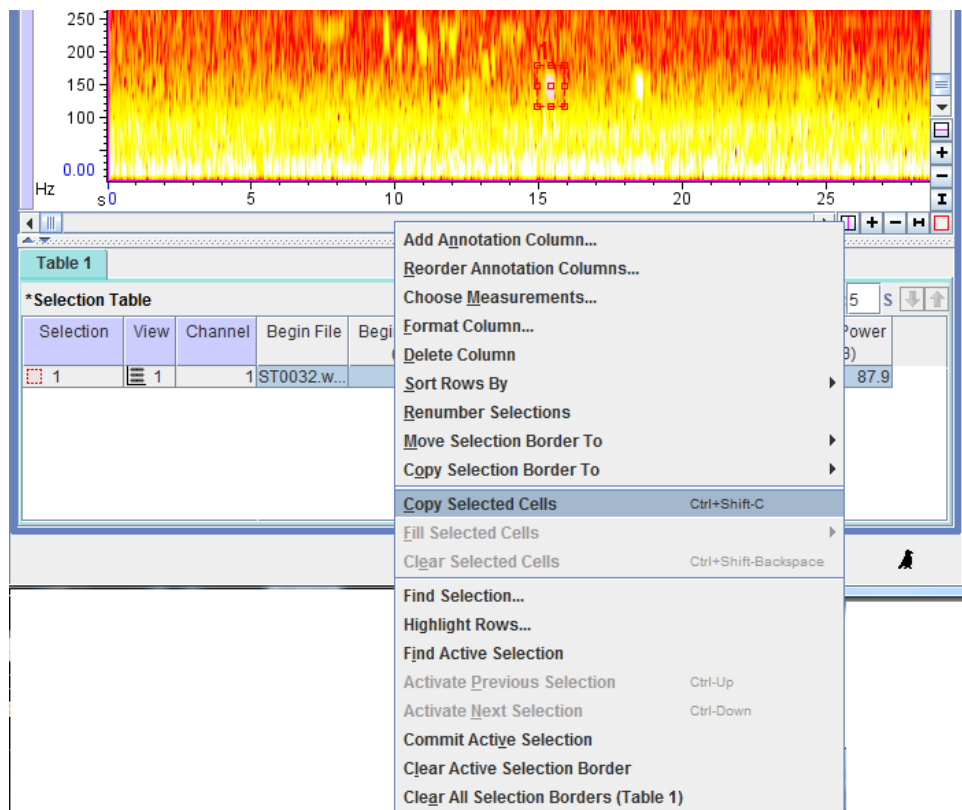 250
200
150
100
0.00
Hz
s 0 5 10 15 20 25
1
Table 1
*Selection Table
5 S
Selection View Channel Begin File Begi Power
B)
1 1 1 ST0032.w... 87.9
Add Annotation Column...
Reorder Annotation Columns...
Choose Measurements...
Format Column...
Delete Column
Sort Rows By
Renumber Selections
Move Selection Border To
Copy Selection Border To
Copy Selected Cells Ctrl+Shift-C
Fill Selected Cells
Clear Selected Cells Ctrl+Shift-Backspace
Find Selection...
Highlight Rows...
Find Active Selection
Activate Previous Selection Ctrl-Up
Activate Next Selection Ctrl-Down
Commit Active Selection
Clear Active Selection Border
Clear All Selection Borders (Table 1)